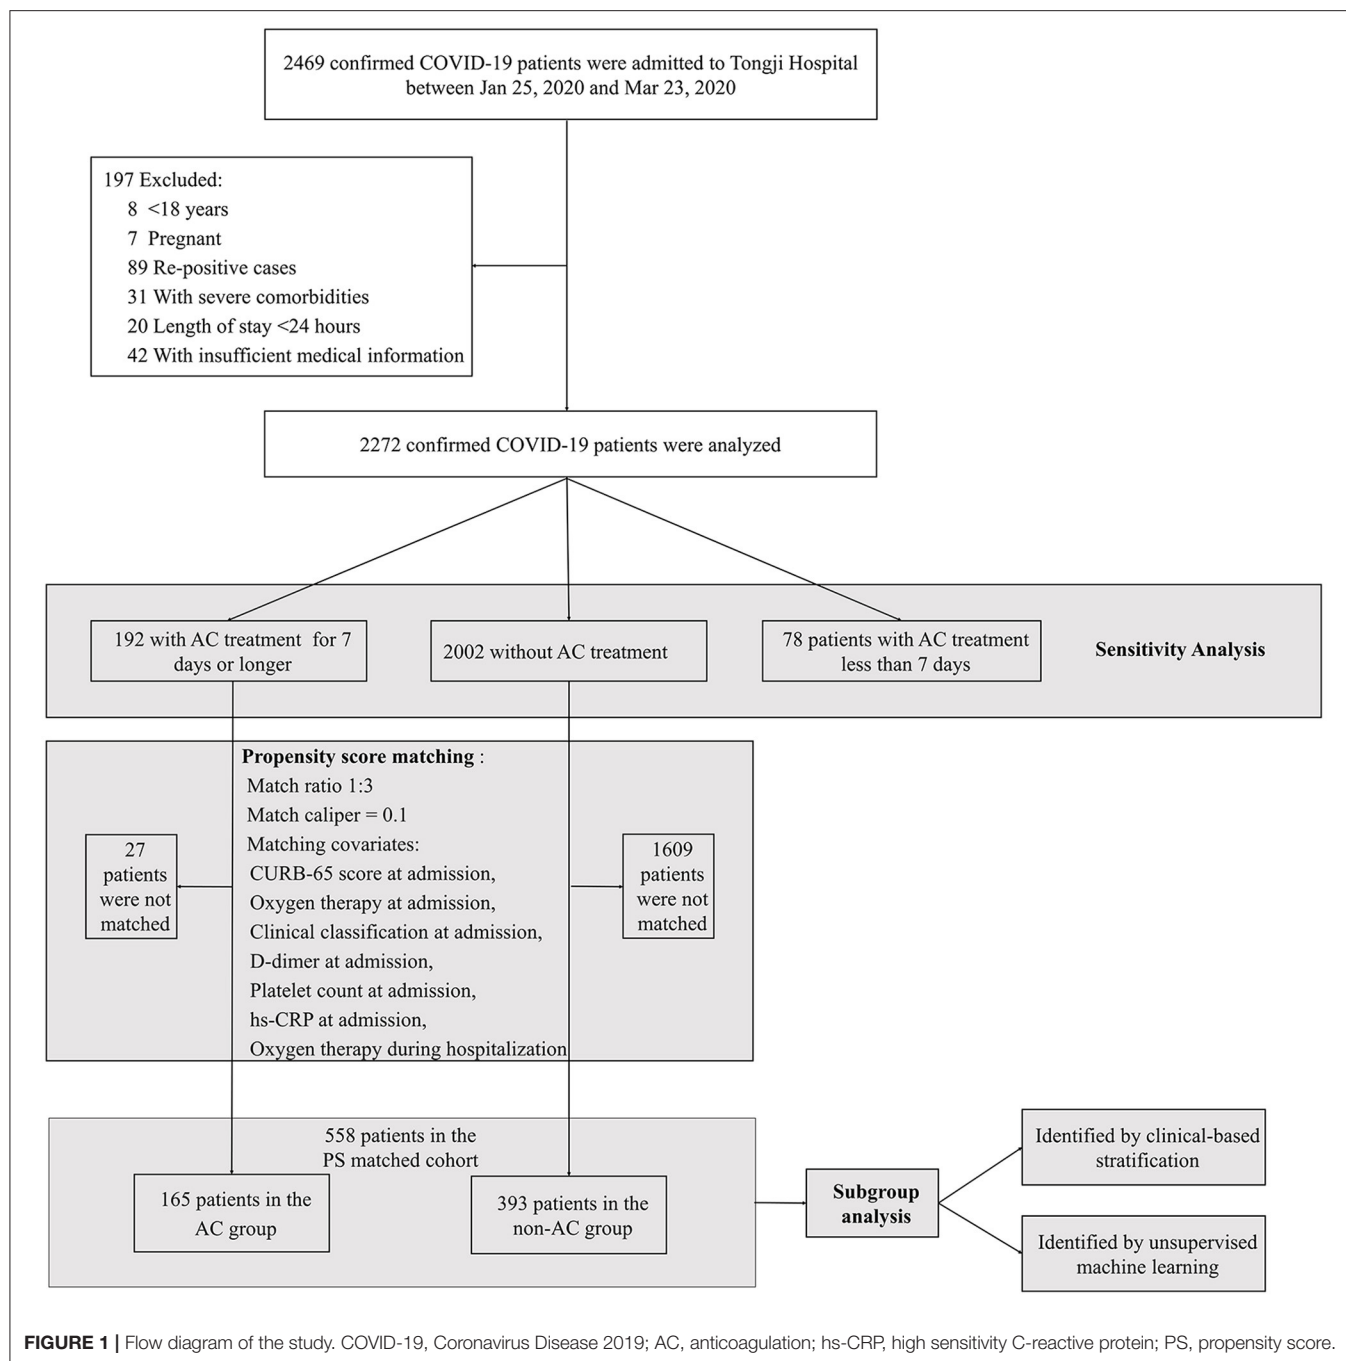 2469 confirmed COVID-19 patients were admitted to Tongji Hospital
between Jan 25, 2020 and Mar 23, 2020
197 Excluded:
8 <18 years
7 Pregnant
89 Re-positive cases
31 With severe comorbidities
20 Length of stay <24 hours
42 With insufficient medical information
2272 confirmed COVID-19 patients were analyzed
192 with AC treatment for 7
days or longer
2002 without AC treatment
78 patients with AC treatment
less than 7 days
Sensitivity Analysis
Propensity score matching :
Match ratio 1:3
Match caliper = 0.1
Matching covariates:
CURB-65 score at admission,
Oxygen therapy at admission,
Clinical classification at admission,
D-dimer at admission,
Platelet count at admission,
hs-CRP at admission,
Oxygen therapy during hospitalization
27
patients
were not
matched
1609
patients
were not
matched
558 patients in the
PS matched cohort
165 patients in the
AC group
393 patients in the
non-AC group
Subgroup
analysis
Identified by clinical-based
stratification
Identified by unsupervised
machine learning
FIGURE 1 | Flow diagram of the study. COVID-19, Coronavirus Disease 2019; AC, anticoagulation; hs-CRP, high sensitivity C-reactive protein; PS, propensity score.